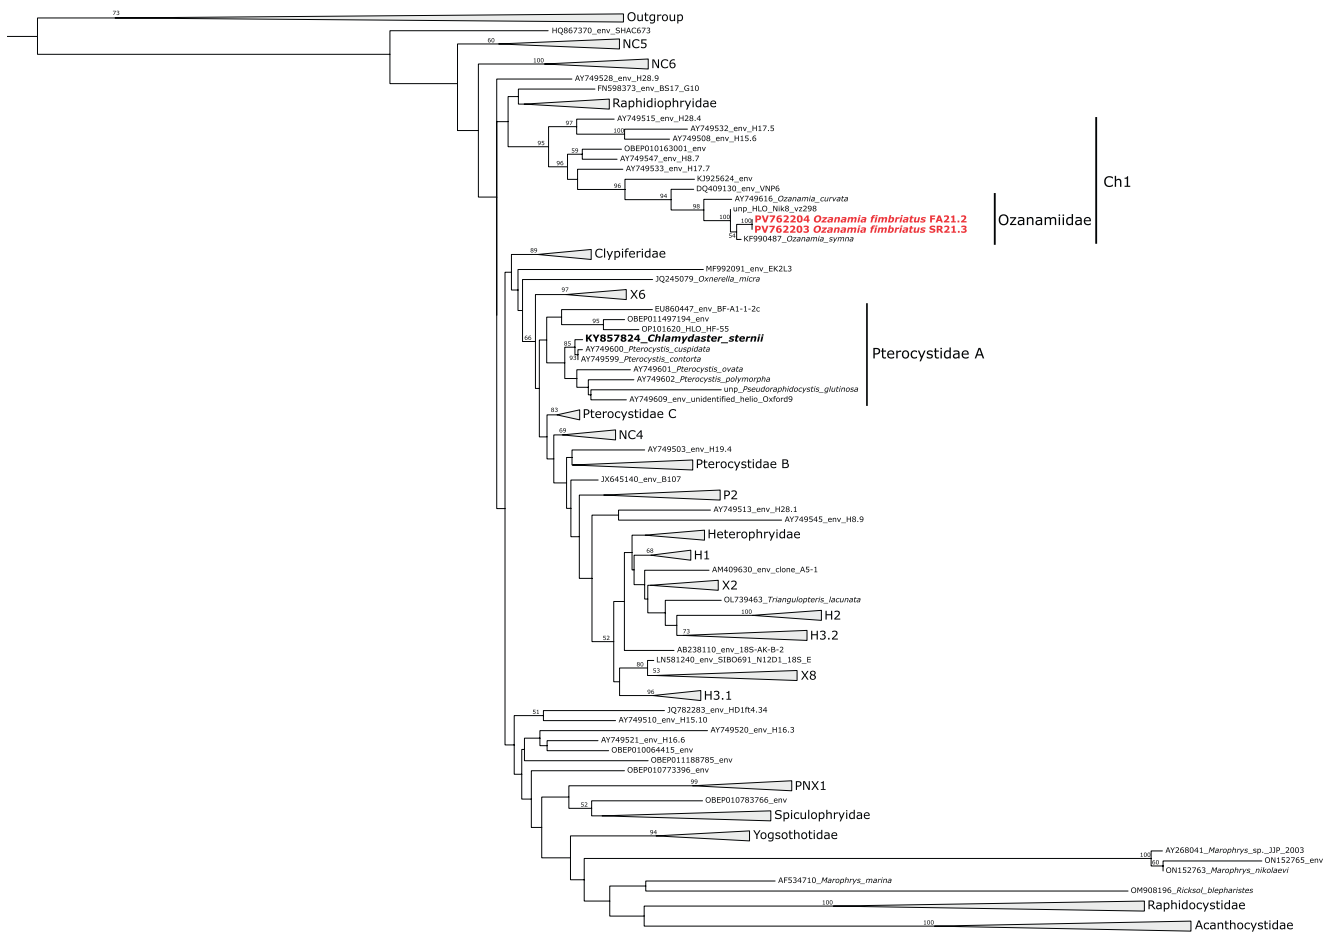 73
Outgroup
HQ867370_env_SHAC673
60
NC5
100
NC6
AY749528_env_H28.9
FN598373_env_BS17_G10
Raphidiophryidae
AY749515_env_H28.4
97
AY749532_env_H17.5
100
AY749508_env_H15.6
95
OBEP010163001_env
59
AY749547_env_H8.7
96
AY749533_env_H17.7
KJ925624_env
96
DQ409130_env_VNP6
94
AY749616_Ozanamia_curvata
98
unp_HLO_Nik8_vz298
100
PV762204 Ozanamia fimbriatus FA21.2
100
PV762203 Ozanamia fimbriatus SR21.3
54
KF990487_Ozanamia_symna
Ozanamiidae
Ch1
89
Clypiferidae
MF992091_env_EK2L3
JQ245079_Oxnerella_micra
97
X6
EU860447_env_BF-A1-1-2c
OBEP011497194_env
95
OP101620_HLO_HF-55
66
KY857824_Chlamydaster_sternii
85
AY749600_Pterocystis_cuspidata
93
AY749599_Pterocystis_contorta
AY749601_Pterocystis_ovata
AY749602_Pterocystis_polymorpha
unp_Pseudoraphidocystis_glutinosa
AY749609_env_unidentified_helio_Oxford9
Pterocystidae A
83
Pterocystidae C
69
NC4
AY749503_env_H19.4
Pterocystidae B
JX645140_env_B107
P2
AY749513_env_H28.1
AY749545_env_H8.9
Heterophryidae
68
H1
AM409630_env_clone_A5-1
X2
OL739463_Triangulopteris_lacunata
100
H2
73
H3.2
52
AB238110_env_18S-AK-B-2
LN581240_env_SIBO691_N12D1_18S_E
80
53
X8
96
H3.1
JQ782283_env_HD1ft4.34
51
AY749510_env_H15.10
AY749520_env_H16.3
AY749521_env_H16.6
OBEP010064415_env
OBEP011188785_env
OBEP010773396_env
99
PNX1
OBEP010783766_env
52
Spiculophryidae
94
Yogsothotidae
AY268041_Marophrys_sp._JJP_2003
100
ON152765_env
60
ON152763_Marophrys_nikolaevi
AF534710_Marophrys_marina
OM908196_Ricksol_blepharistes
100
Raphidocystidae
100
Acanthocystidae